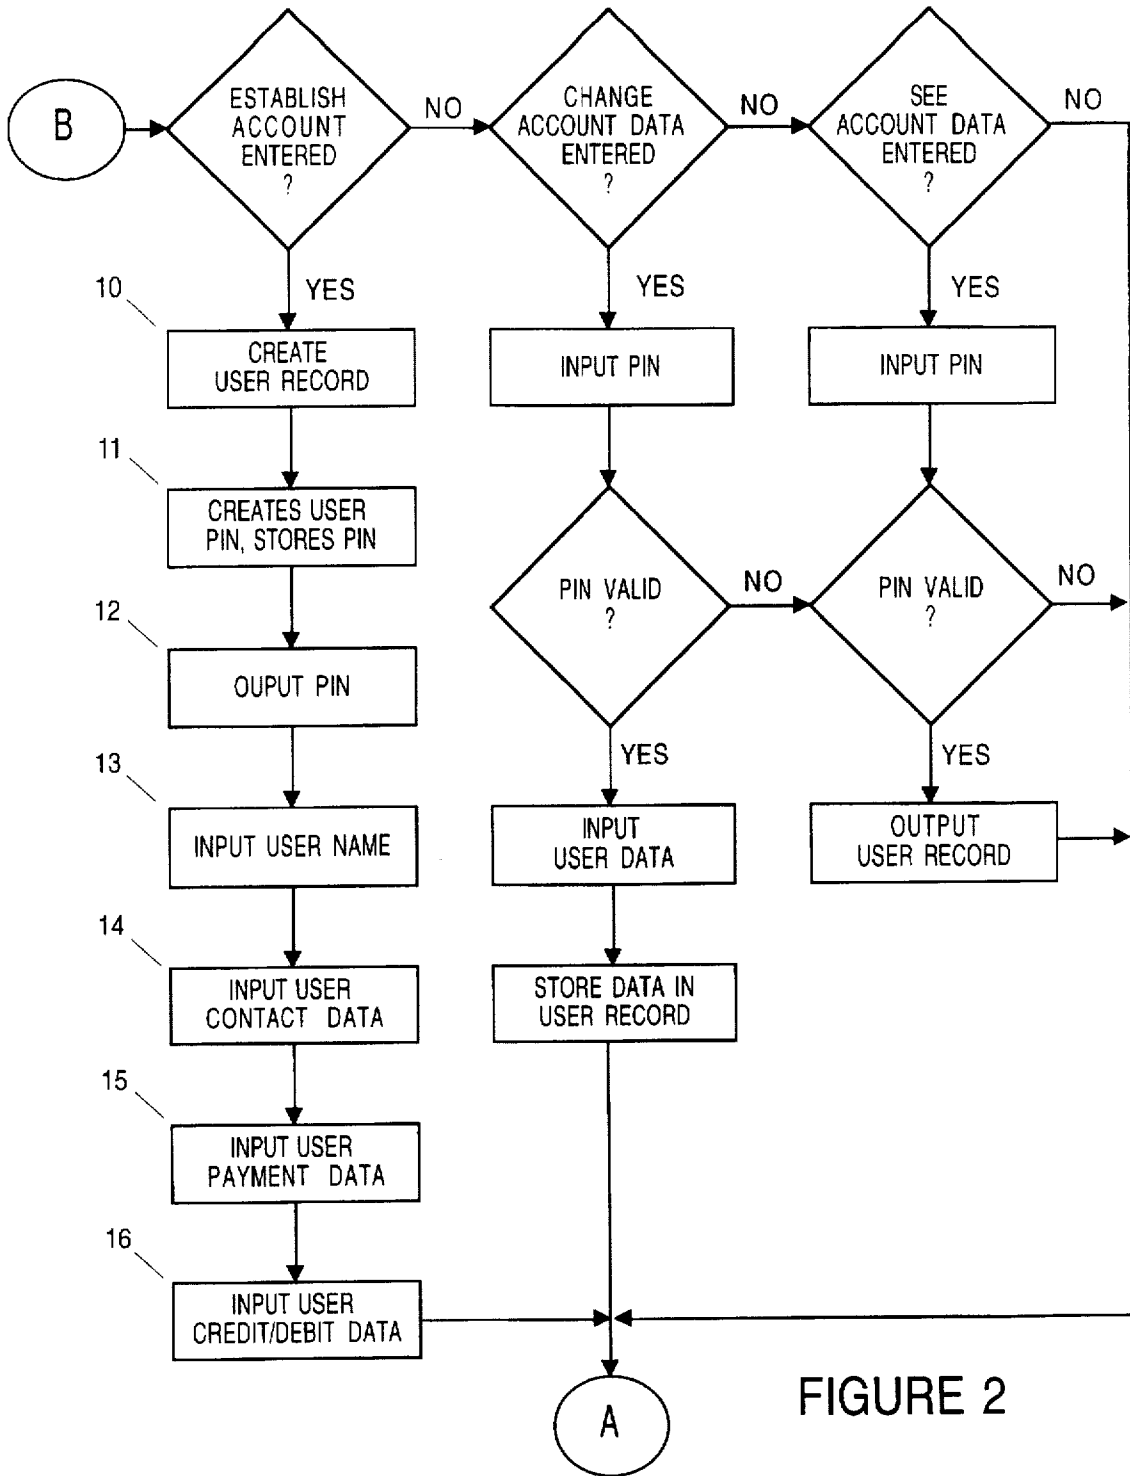 B
ESTABLISH
ACCOUNT
ENTERED
?
NO
CHANGE
ACCOUNT DATA
ENTERED
?
NO
SEE
ACCOUNT DATA
ENTERED
?
NO
YES
YES
YES
10
CREATE
USER RECORD
INPUT PIN
INPUT PIN
11
CREATES USER
PIN, STORES PIN
PIN VALID
?
NO
PIN VALID
?
NO
12
OUPUT PIN
YES
YES
13
INPUT USER NAME
INPUT
USER DATA
OUTPUT
USER RECORD
14
INPUT USER
CONTACT DATA
STORE DATA IN
USER RECORD
15
INPUT USER
PAYMENT DATA
16
INPUT USER
CREDIT/DEBIT DATA
A
FIGURE 2